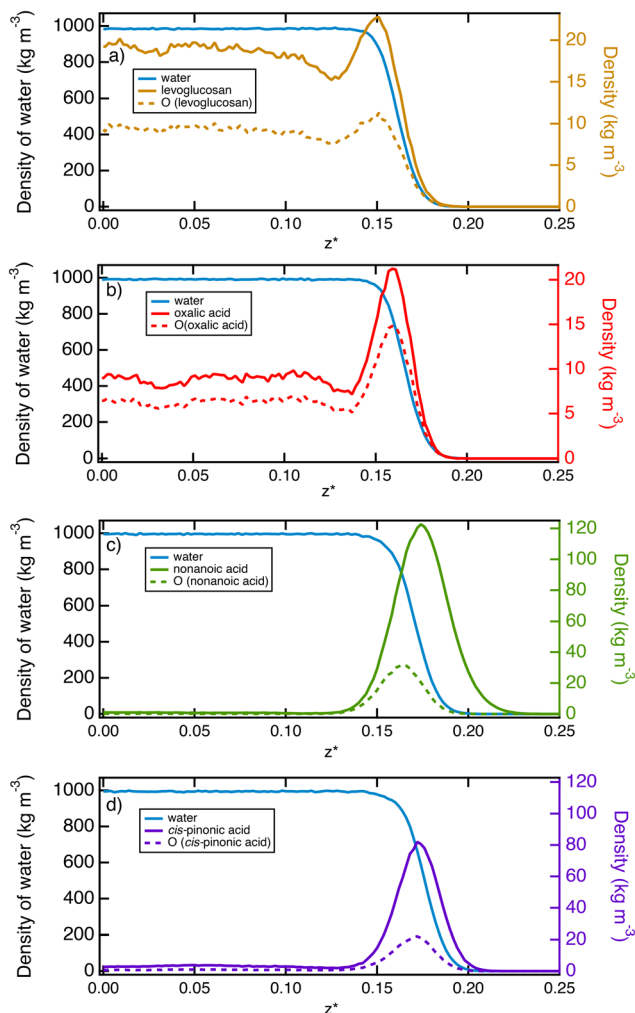 1000
800
600
400
200
0
Density of water (kg m⁻³)
a)
water
levoglucosan
O (levoglucosan)
20
15
10
5
0
Density (kg m⁻³)
0.00 0.05 0.10 0.15 0.20 0.25
z*
1000
800
600
400
200
0
Density of water (kg m⁻³)
b)
water
oxalic acid
O(oxalic acid)
20
15
10
5
0
Density (kg m⁻³)
0.00 0.05 0.10 0.15 0.20 0.25
z*
1000
800
600
400
200
0
Density of water (kg m⁻³)
c)
water
nonanoic acid
O (nonanoic acid)
120
100
80
60
40
20
0
Density (kg m⁻³)
0.00 0.05 0.10 0.15 0.20 0.25
z*
1000
800
600
400
200
0
Density of water (kg m⁻³)
d)
water
cis-pinonic acid
O (cis-pinonic acid)
120
100
80
60
40
20
0
Density (kg m⁻³)
0.00 0.05 0.10 0.15 0.20 0.25
z*